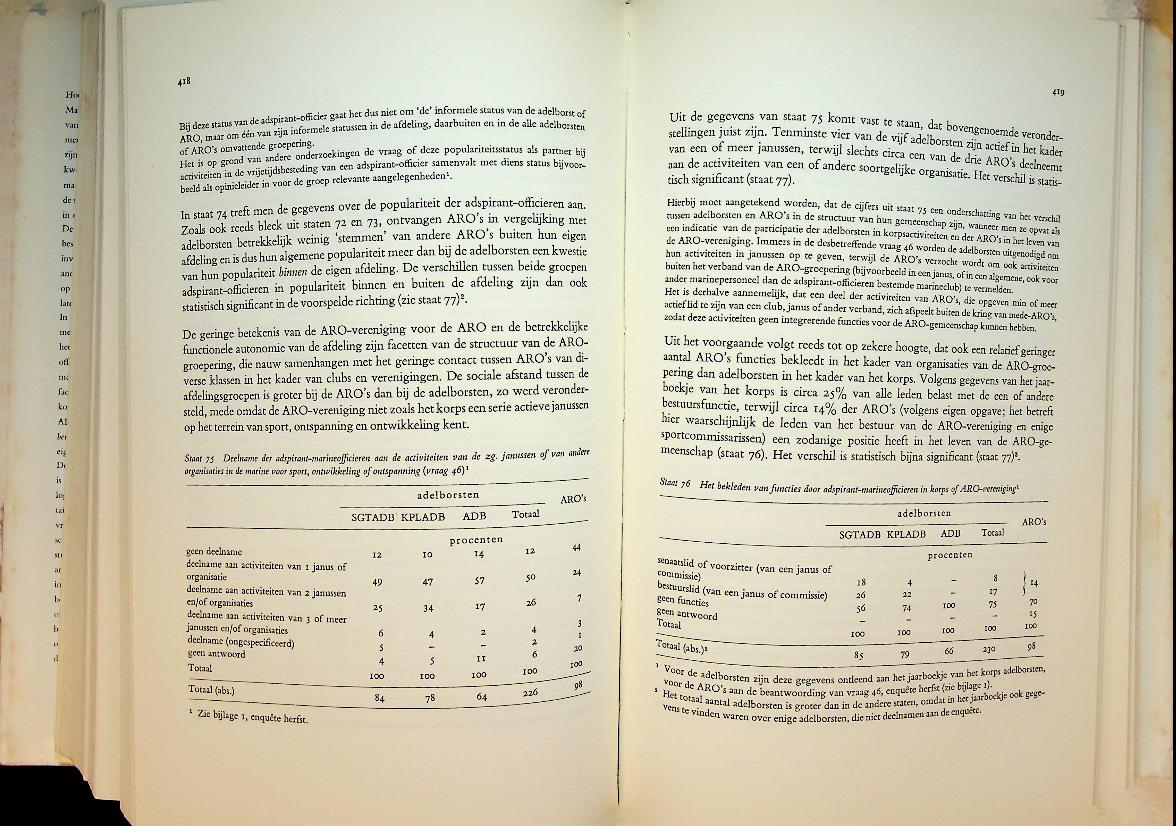 418
Bij deze status van de adspirant-officier gaat het dus niet om 'de' informele status van de adelborst of
ARO, maar om één van zijn informele statussen in de afdeling, daarbuiten en in de alle adelborsten
of ARO's omvattende groepering.
Het is op grond van andere onderzoekingen de vraag of deze populariteitsstatus als partner bij
activiteiten in de vrijetijdsbesteding van een adspirant-officier samenvalt met diens status bijvoor-
beeld als opinieleider in voor de groep relevante aangelegenheden¹.
In staat 74 treft men de gegevens over de populariteit der adspirant-officieren aan.
Zoals ook reeds bleek uit staten 72 en 73, ontvangen ARO's in vergelijking met
adelborsten betrekkelijk weinig 'stemmen' van andere ARO's buiten hun eigen
afdeling en is dus hun algemene populariteit meer dan bij de adelborsten een kwestie
van hun populariteit binnen de eigen afdeling. De verschillen tussen beide groepen
adspirant-officieren in populariteit binnen en buiten de afdeling zijn dan ook
statistisch significant in de voorspelde richting (zie staat 77)².
De geringe betekenis van de ARO-vereniging voor de ARO en de betrekkelijke
functionele autonomie van de afdeling zijn facetten van de structuur van de ARO-
groepering, die nauw samenhangen met het geringe contact tussen ARO's van di-
verse klassen in het kader van clubs en verenigingen. De sociale afstand tussen de
afdelingsgroepen is groter bij de ARO's dan bij de adelborsten, zo werd veronder-
steld, mede omdat de ARO-vereniging niet zoals het korps een serie actieve janussen
op het terrein van sport, ontspanning en ontwikkeling kent.
Staat 75 Deelname der adspirant-marineofficieren aan de activiteiten van de zg. janussen of van andere
organisaties in de marine voor sport, ontwikkeling of ontspanning (vraag 46)¹
adelborsten ARO's
SGTADB KPLADB ADB Totaal
procenten
geen deelname 12 10 14 12 44
deelname aan activiteiten van 1 janus of
organisatie 49 47 57 50 24
deelname aan activiteiten van 2 janussen
en/of organisaties 25 34 17 26 7
deelname aan activiteiten van 3 of meer
janussen en/of organisaties 6 4 2 4 3
deelname (ongespecificeerd) 5 – – 2 1
geen antwoord 4 5 11 6 20
Totaal 100 100 100 100 100
Totaal (abs.) 84 78 64 226 98
¹ Zie bijlage 1, enquête herfst.
419
Uit de gegevens van staat 75 komt vast te staan, dat bovengenoemde veronder-
stellingen juist zijn. Tenminste vier van de vijf adelborsten zijn actief in het kader
van een of meer janussen, terwijl slechts circa een van de drie ARO's deelneemt
aan de activiteiten van een of andere soortgelijke organisatie. Het verschil is statis-
tisch significant (staat 77).
Hierbij moet aangetekend worden, dat de cijfers uit staat 75 een onderschatting van het verschil
tussen adelborsten en ARO's in de structuur van hun gemeenschap zijn, wanneer men ze opvat als
een indicatie van de participatie der adelborsten in korpsactiviteiten en der ARO's in het leven van
de ARO-vereniging. Immers in de desbetreffende vraag 46 worden de adelborsten uitgenodigd om
hun activiteiten in janussen op te geven, terwijl de ARO's verzocht wordt om ook activiteiten
buiten het verband van de ARO-groepering (bijvoorbeeld in een janus, of in een algemene, ook voor
ander marinepersoneel dan de adspirant-officieren bestemde marineclub) te vermelden.
Het is derhalve aannemelijk, dat een deel der activiteiten van ARO's, die opgeven min of meer
actief lid te zijn van een club, janus of ander verband, zich afspeelt buiten de kring van mede-ARO's,
zodat deze activiteiten geen integrerende functies voor de ARO-gemeenschap kunnen hebben.
Uit het voorgaande volgt reeds tot op zekere hoogte, dat ook een relatief geringer
aantal ARO's functies bekleedt in het kader van organisaties van de ARO-groe-
pering dan adelborsten in het kader van het korps. Volgens gegevens van het jaar-
boekje van het korps is circa 25% van alle leden belast met de een of andere
bestuursfunctie, terwijl circa 14% der ARO's (volgens eigen opgave; het betreft
hier waarschijnlijk de leden van het bestuur van de ARO-vereniging en enige
sportcommissarissen) een zodanige positie heeft in het leven van de ARO-ge-
meenschap (staat 76). Het verschil is statistisch bijna significant (staat 77)².
Staat 76 Het bekleden van functies door adspirant-marineofficieren in korps of ARO-vereniging¹
adelborsten ARO's
SGTADB KPLADB ADB Totaal
procenten
senaatslid of voorzitter (van een janus of
commissie) 18 4 – 8 } 14
bestuurslid (van een janus of commissie) 26 22 – 17
geen functies 56 74 100 75 70
geen antwoord – – – – 15
Totaal 100 100 100 100 100
Totaal (abs.)² 85 79 66 230 98
¹ Voor de adelborsten zijn deze gegevens ontleend aan het jaarboekje van het korps adelborsten,
voor de ARO's aan de beantwoording van vraag 46, enquête herfst (zie bijlage 1).
² Het totaal aantal adelborsten is groter dan in de andere staten, omdat in het jaarboekje ook gege-
vens te vinden waren over enige adelborsten, die niet deelnamen aan de enquête.